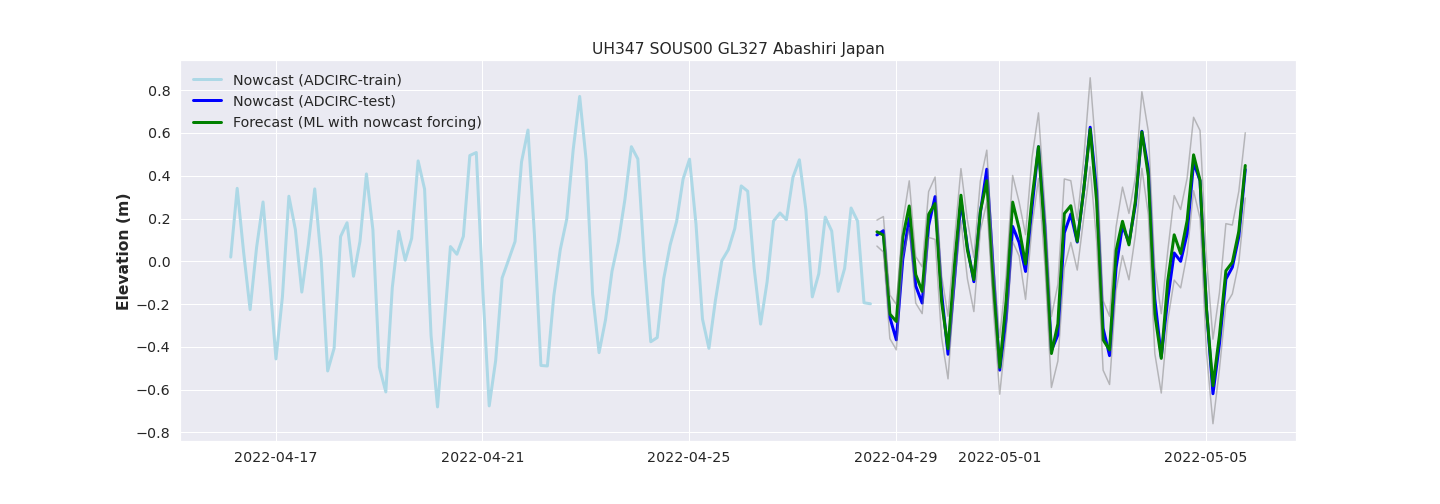 UH347 SOUS00 GL327 Abashiri Japan
Nowcast (ADCIRC-train)
Nowcast (ADCIRC-test)
Forecast (ML with nowcast forcing)
Elevation (m)
0.8
0.6
0.4
0.2
0.0
−0.2
−0.4
−0.6
−0.8
2022-04-17 2022-04-21 2022-04-25 2022-04-29 2022-05-01 2022-05-05